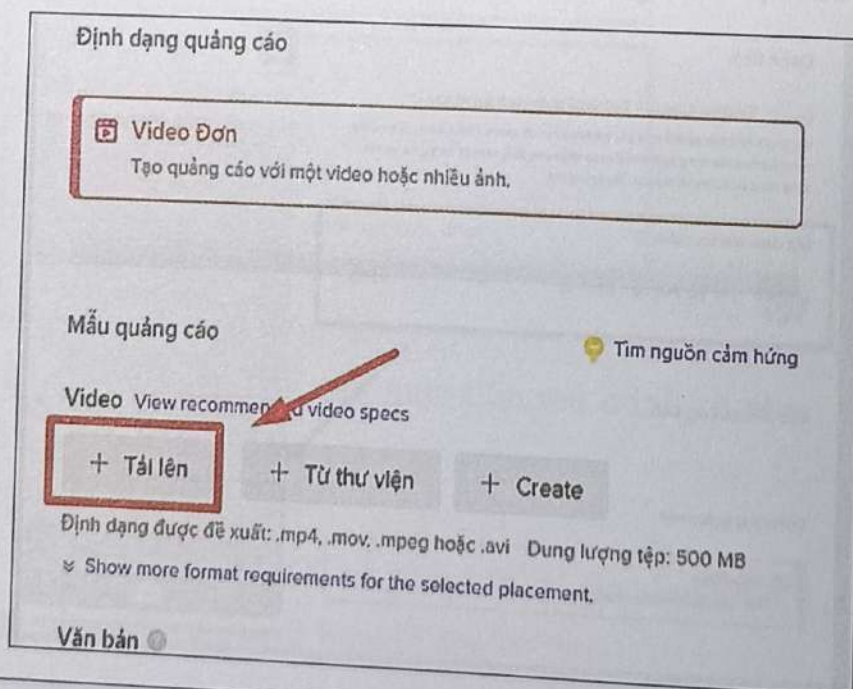 Định dạng quảng cáo
Video Đơn
Tạo quảng cáo với một video hoặc nhiều ảnh.
Mẫu quảng cáo
Tìm nguồn cảm hứng
Video View recommen video specs
+ Tải lên + Từ thư viện + Create
Định dạng được đề xuất: .mp4, .mov, .mpeg hoặc .avi Dung lượng tệp: 500 MB
Show more format requirements for the selected placement.
Văn bản